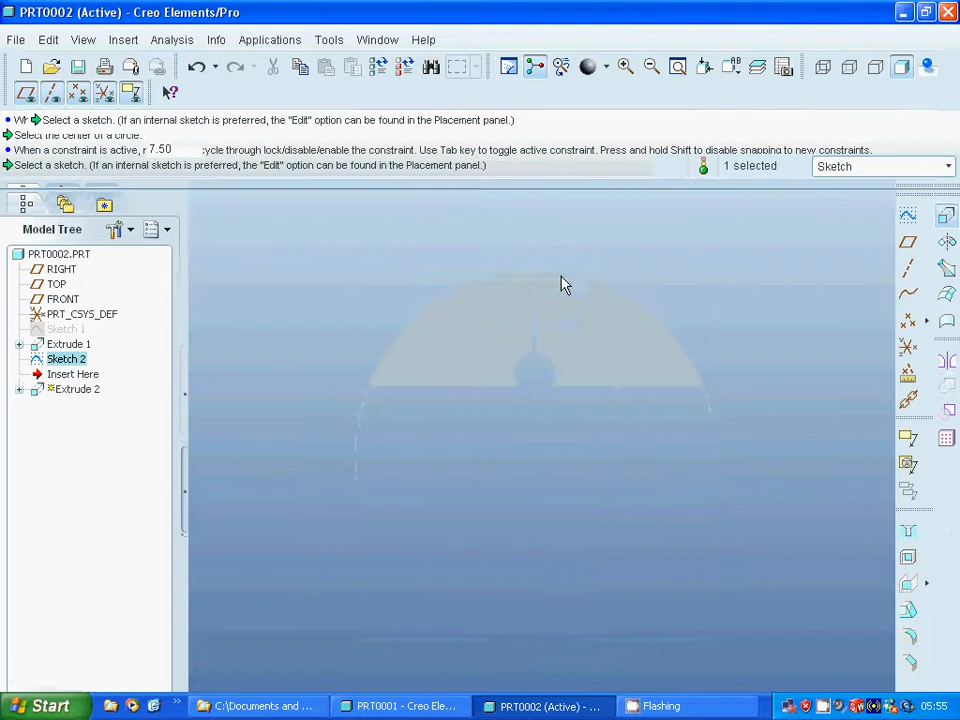 PRT0002 (Active) - Creo Elements/Pro
File Edit View Insert Analysis Info Applications Tools Window Help
Select a sketch. (If an internal sketch is preferred, the "Edit" option can be found in the Placement panel.)
Select the center of a circle.
When a constraint is active, 7.50 cycle through lock/disable/enable the constraint. Use Tab key to toggle active constraint. Press and hold Shift to disable snapping to new constraints.
Select a sketch. (If an internal sketch is preferred, the "Edit" option can be found in the Placement panel.)
1 selected
Sketch
Model Tree
PRT0002.PRT
RIGHT
TOP
FRONT
PRT_CSYS_DEF
Sketch 1
Extrude 1
Sketch 2
Insert Here
Extrude 2
Start
C:\Documents and ...
PRT0001 - Creo Ele...
PRT0002 (Active) - ...
Flashing
05:55